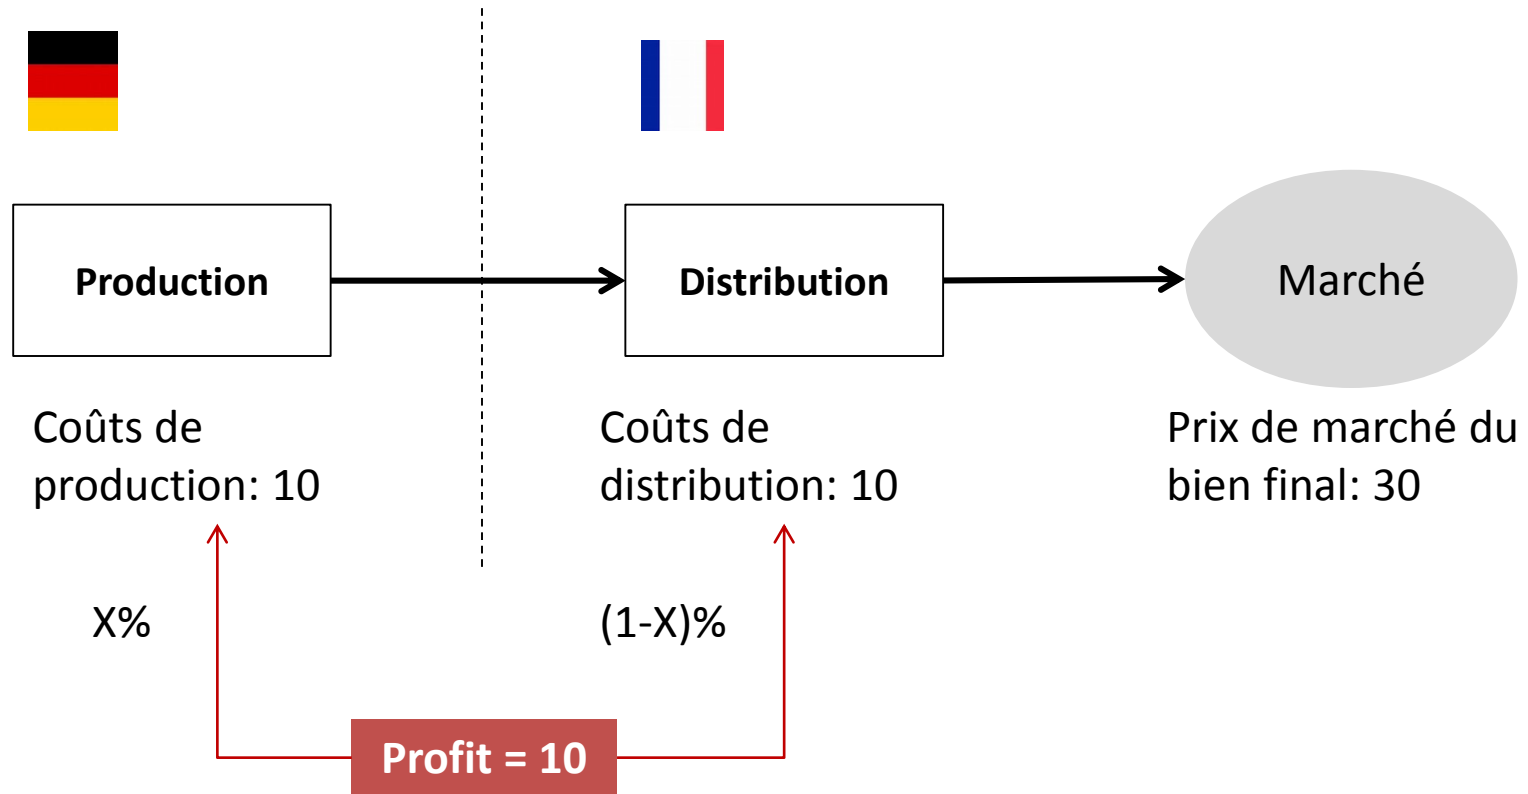 Production
Distribution
Marché
Coûts de
production: 10
Coûts de
distribution: 10
Prix de marché du
bien final: 30
X%
(1-X)%
Profit = 10